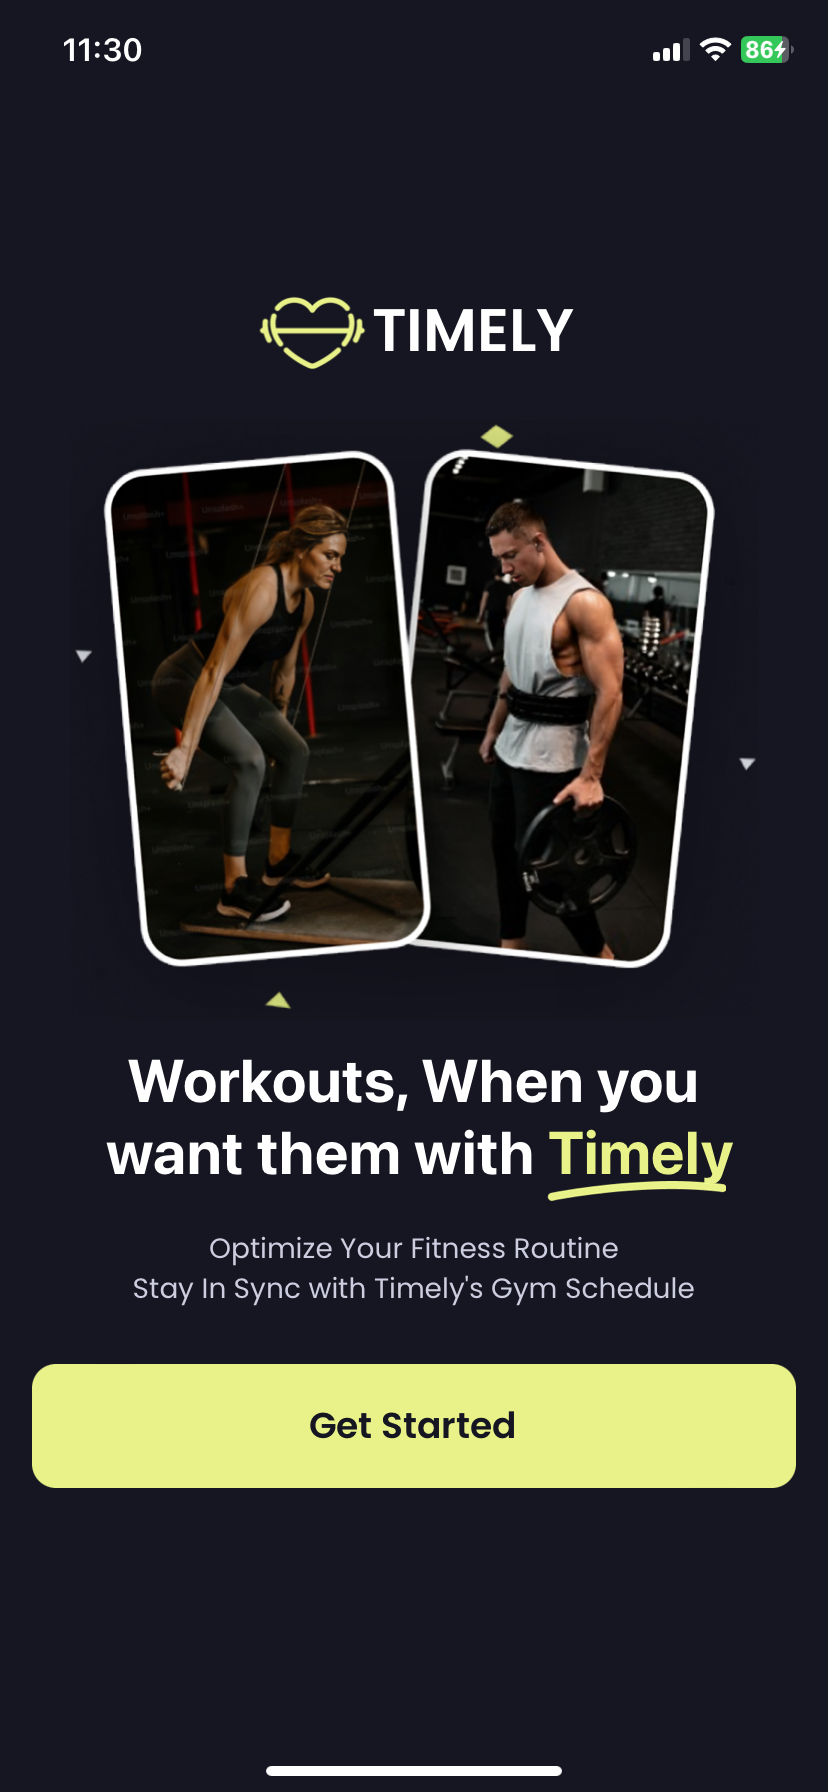 11:30
86
TIMELY
Unsplash+
Workouts, When you
want them with Timely
Optimize Your Fitness Routine
Stay In Sync with Timely's Gym Schedule
Get Started